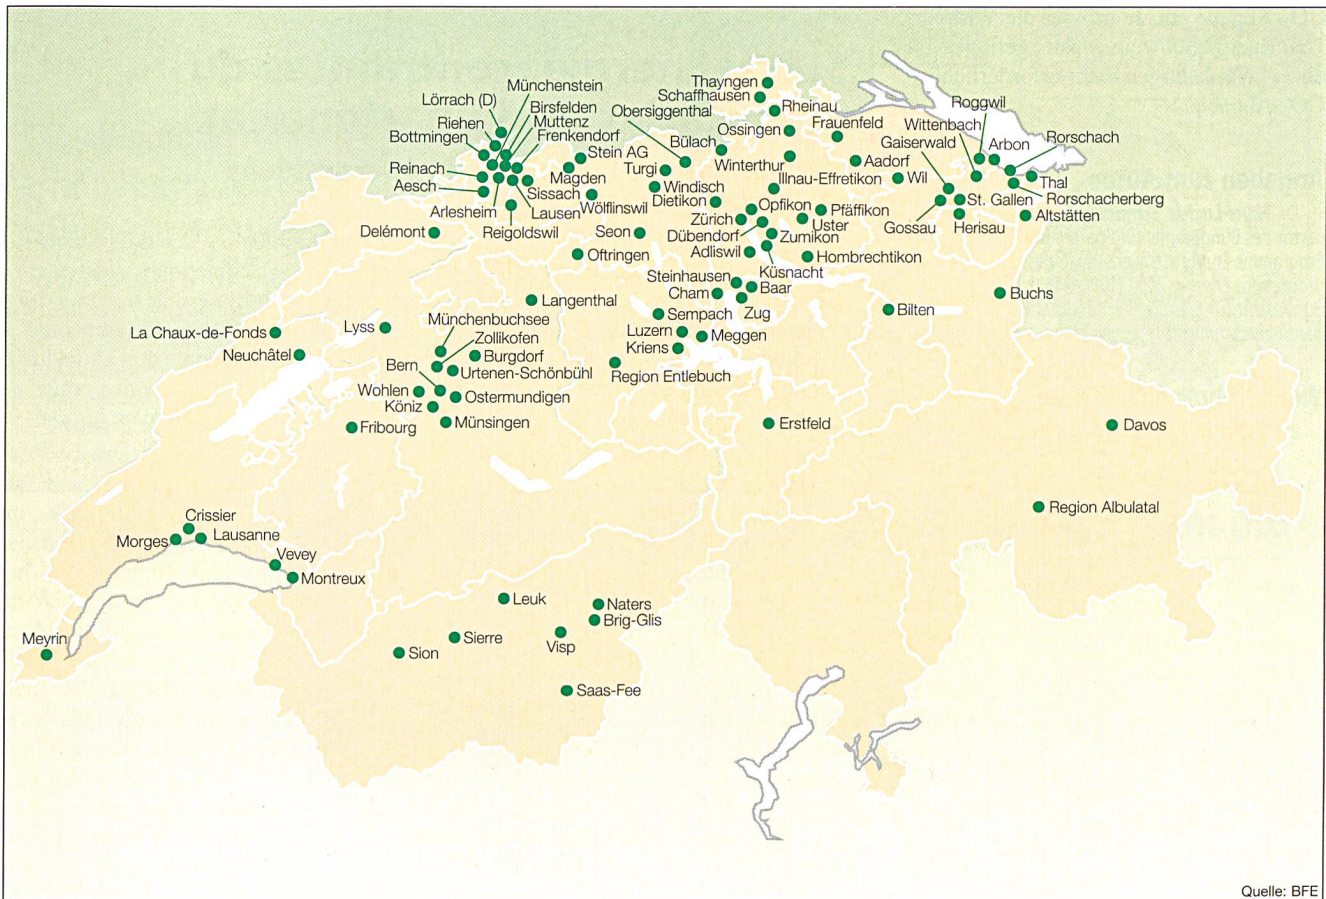 Münchenstein
Lörrach (D)
Birsfelden
Riehen
Muttenz
Bottmingen
Frenkendorf
Reinach
Aesch
Arlesheim
Sissach
Lausen
Reigoldswil
Delémont
Stein AG
Magden
Wölflinswil
Obersiggenthal
Turgi
Windisch
Bülach
Dietikon
Seon
Oftringen
Thayngen
Schaffhausen
Rheinau
Ossingen
Winterthur
Frauenfeld
Illnau-Effretikon
Aadorf
Wil
Opfikon
Zürich
Pfäffikon
Uster
Dübendorf
Zumikon
Adliswil
Küsnacht
Hombrechtikon
Roggwil
Wittenbach
Gaiserwald
Arbon
Rorschach
Thal
Rorschacherberg
St. Gallen
Gossau
Herisau
Altstätten
Steinhausen
Baar
Cham
Zug
Buchs
Bilten
Langenthal
Sempach
Luzern
Meggen
Kriens
Region Entlebuch
La Chaux-de-Fonds
Neuchâtel
Lyss
Münchenbuchsee
Zollikofen
Burgdorf
Bern
Urtenen-Schönbühl
Wohlen
Ostermundigen
Köniz
Münsingen
Fribourg
Erstfeld
Davos
Region Albulatal
Crissier
Morges
Lausanne
Vevey
Montreux
Meyrin
Leuk
Naters
Brig-Glis
Sierre
Visp
Sion
Saas-Fee
Quelle: BFE